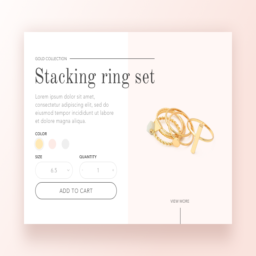 GOLD COLLECTION
Stacking ring set
Lorem ipsum dolor sit amet,
consectetur adipiscing elit, sed do
eiusmod tempor incididunt ut labore
et dolore magna aliqua.
COLOR
SIZE QUANTITY
6.5 1
ADD TO CART
VIEW MORE